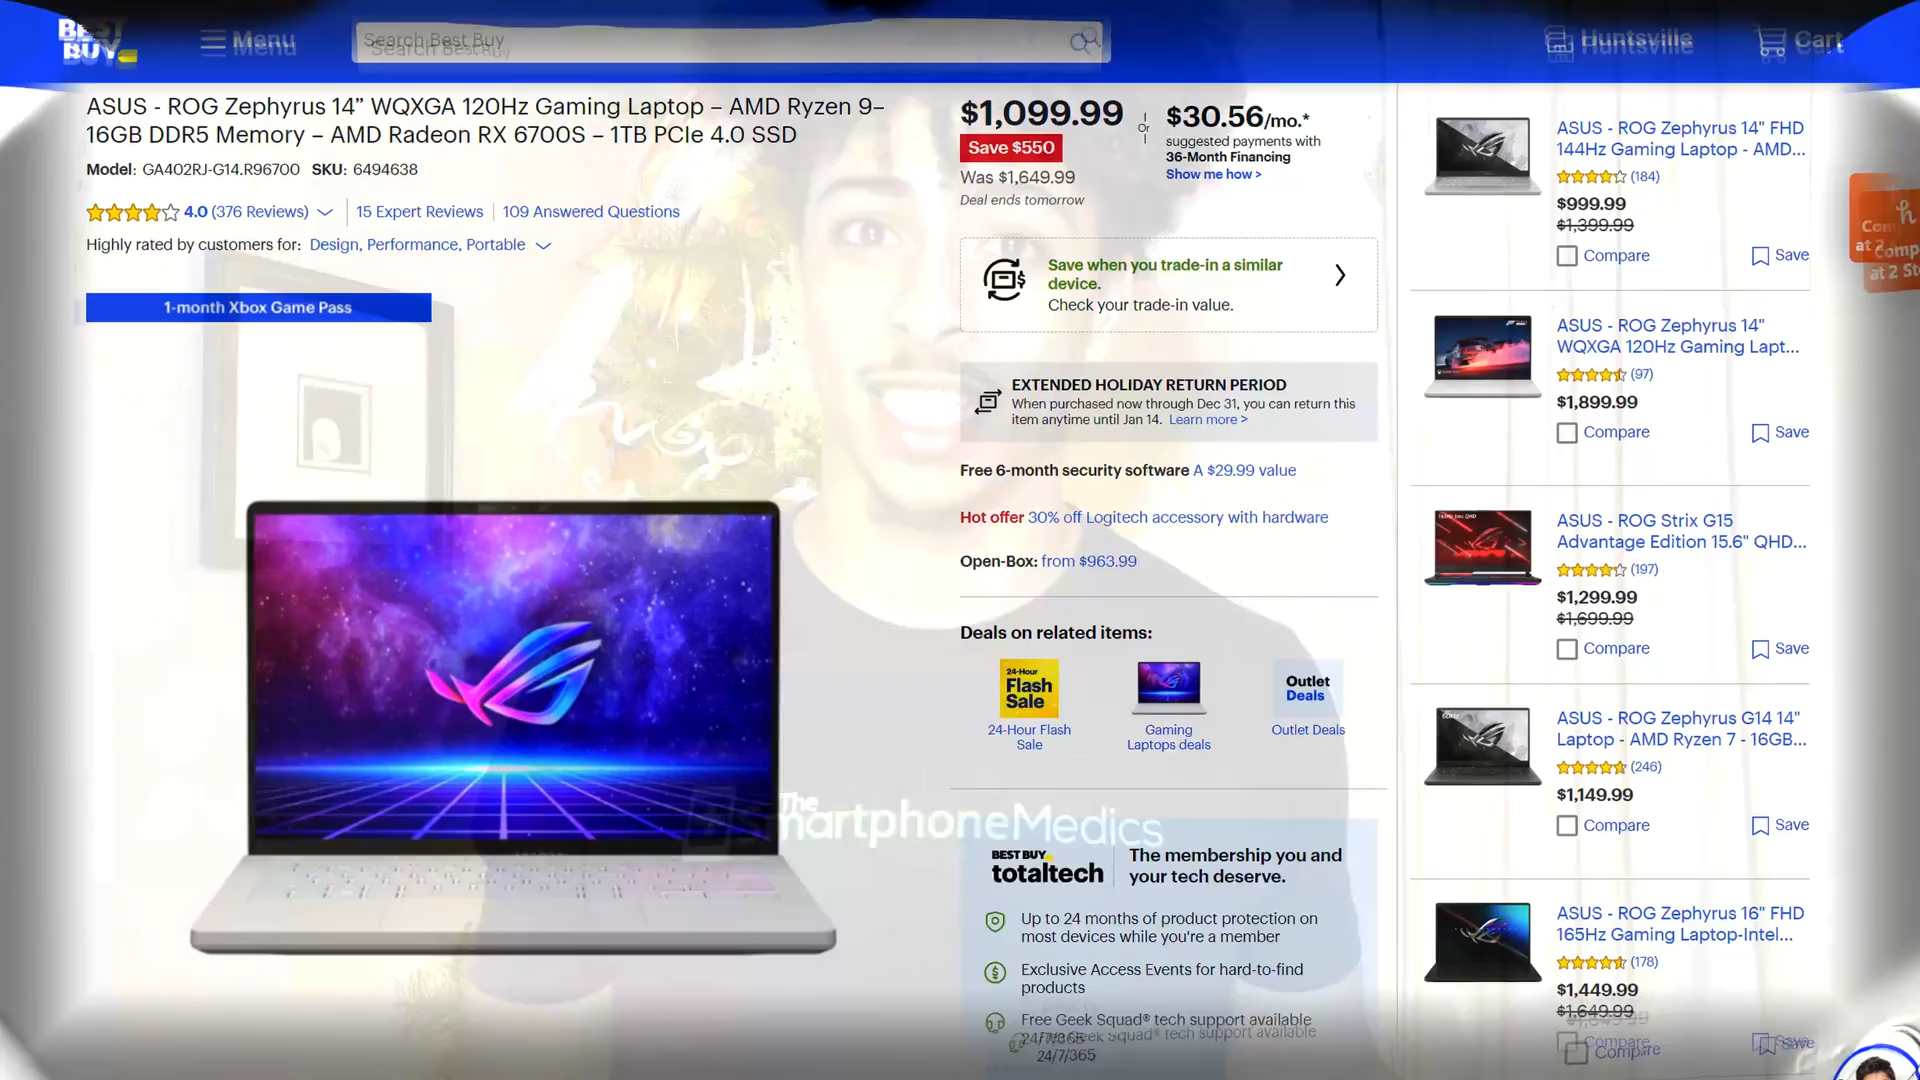 BEST
BUY
Menu
Search Best Buy
Huntsville
Cart
ASUS - ROG Zephyrus 14” WQXGA 120Hz Gaming Laptop – AMD Ryzen 9–
16GB DDR5 Memory – AMD Radeon RX 6700S – 1TB PCIe 4.0 SSD
Model: GA402RJ-G14.R96700 SKU: 6494638
4.0 (376 Reviews)
15 Expert Reviews
109 Answered Questions
Highly rated by customers for: Design, Performance, Portable
1-month Xbox Game Pass
$1,099.99
Save $550
Was $1,649.99
Deal ends tomorrow
Or
$30.56/mo.*
suggested payments with
36-Month Financing
Show me how >
Save when you trade-in a similar
device.
Check your trade-in value.
EXTENDED HOLIDAY RETURN PERIOD
When purchased now through Dec 31, you can return this
item anytime until Jan 14. Learn more >
Free 6-month security software A $29.99 value
Hot offer 30% off Logitech accessory with hardware
Open-Box: from $963.99
Deals on related items:
24-Hour
Flash
Sale
24-Hour Flash
Sale
Gaming
Laptops deals
Outlet
Deals
Outlet Deals
The
SmartphoneMedics
BEST BUY
totaltech
The membership you and
your tech deserve.
Up to 24 months of product protection on
most devices while you're a member
Exclusive Access Events for hard-to-find
products
Free Geek Squad® tech support available
24/7/365
ASUS - ROG Zephyrus 14" FHD
144Hz Gaming Laptop - AMD...
(184)
$999.99
$1,399.99
Compare
Save
ASUS - ROG Zephyrus 14"
WQXGA 120Hz Gaming Lapt...
(97)
$1,899.99
Compare
Save
ASUS - ROG Strix G15
Advantage Edition 15.6" QHD...
(197)
$1,299.99
$1,699.99
Compare
Save
ASUS - ROG Zephyrus G14 14"
Laptop - AMD Ryzen 7 - 16GB...
(246)
$1,149.99
Compare
Save
ASUS - ROG Zephyrus 16" FHD
165Hz Gaming Laptop-Intel...
(178)
$1,449.99
$1,649.99
Compare
Save